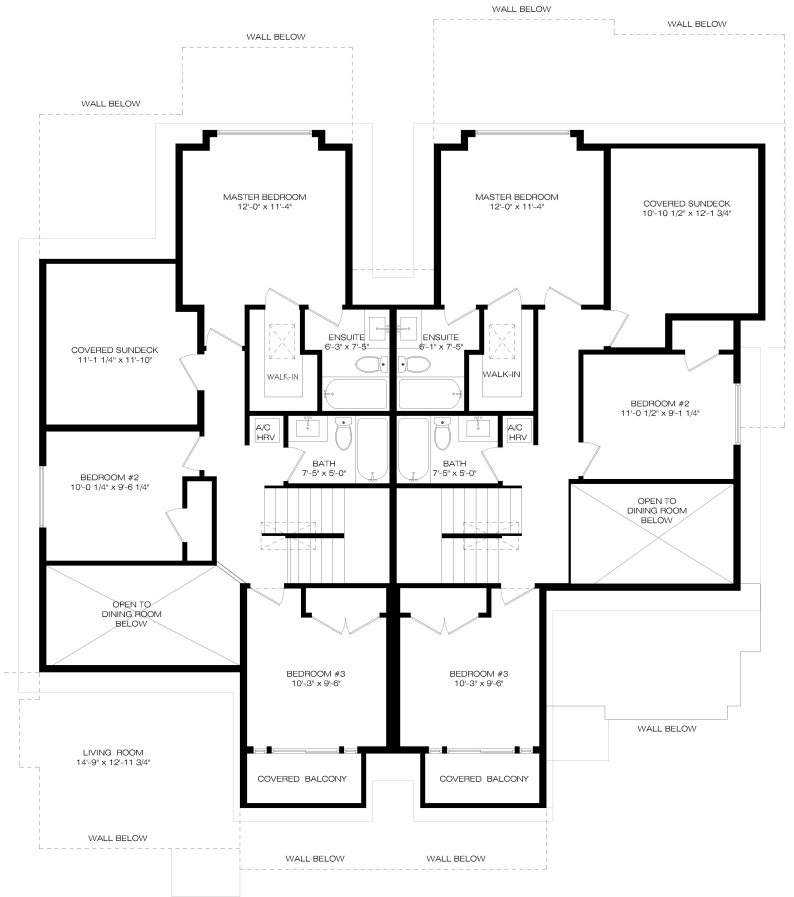 WALL BELOW
WALL BELOW
WALL BELOW
WALL BELOW
MASTER BEDROOM
12'-0" x 11'-4"
MASTER BEDROOM
12'-0" x 11'-4"
COVERED SUNDECK
10'-10 1/2" x 12'-1 3/4"
COVERED SUNDECK
11'-1 1/4" x 11'-10"
WALK-IN
ENSUITE
6'-3" x 7'-5"
ENSUITE
6'-1" x 7'-5"
WALK-IN
BEDROOM #2
11'-0 1/2" x 9'-1 1/4"
A/C
HRV
A/C
HRV
BATH
7'-5" x 5'-0"
BATH
7'-5" x 5'-0"
BEDROOM #2
10'-0 1/4" x 9'-6 1/4"
OPEN TO
DINING ROOM
BELOW
OPEN TO
DINING ROOM
BELOW
BEDROOM #3
10'-3" x 9'-6"
BEDROOM #3
10'-3" x 9'-6"
WALL BELOW
LIVING ROOM
14'-9" x 12'-11 3/4"
COVERED BALCONY
COVERED BALCONY
WALL BELOW
WALL BELOW
WALL BELOW